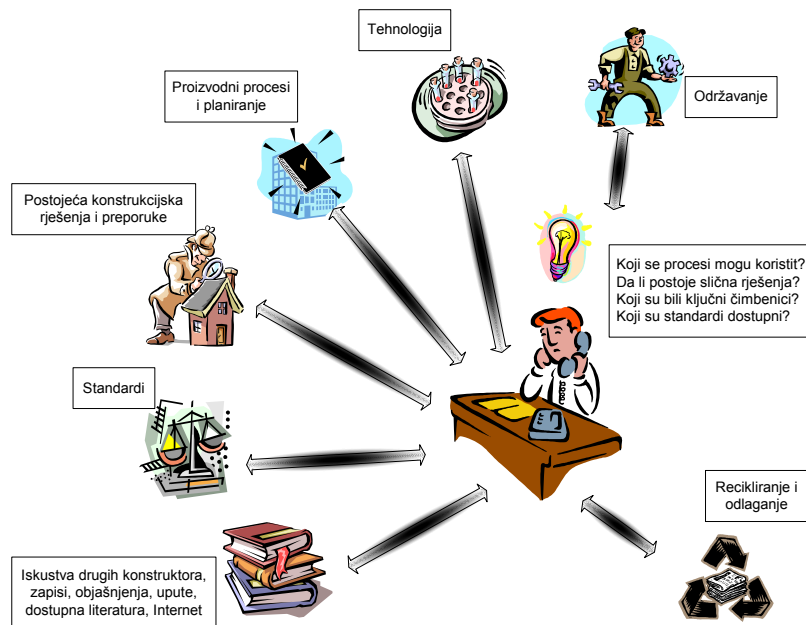 Tehnologija
Održavanje
Proizvodni procesi
i planiranje
Postojeća konstrukcijska
rješenja i preporuke
Koji se procesi mogu koristit?
Da li postoje slična rješenja?
Koji su bili ključni čimbenici?
Koji su standardi dostupni?
Standardi
Recikliranje i
odlaganje
Iskustva drugih konstruktora,
zapisi, objašnjenja, upute,
dostupna literatura, Internet